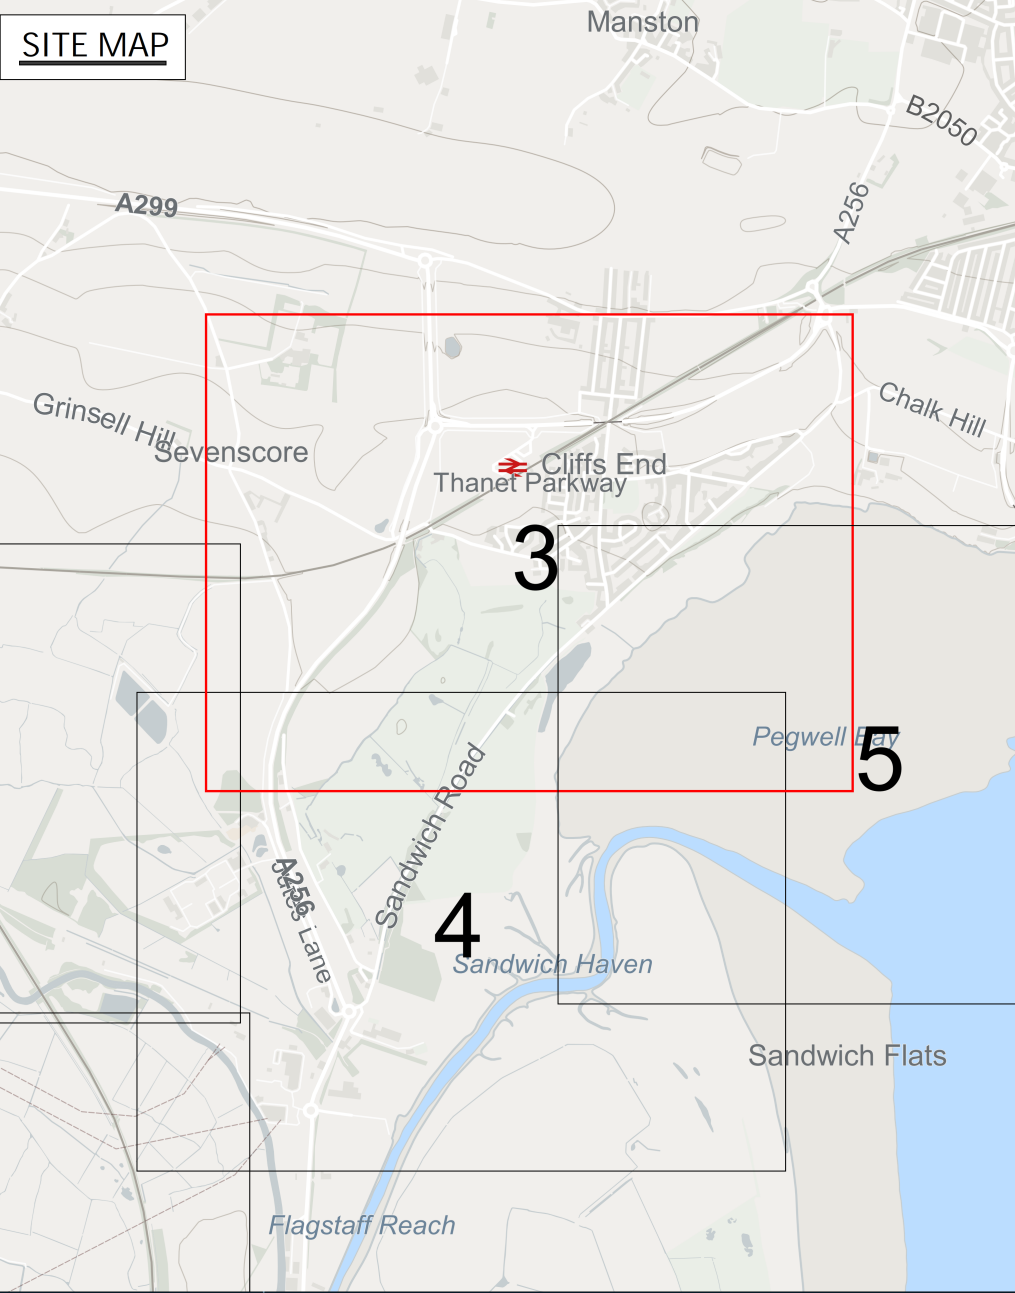 SITE MAP
Manston
B2050
A299
A256
Grinsell Hill
Chalk Hill
Sevenscore
Cliffs End
Thanet Parkway
3
Pegwell Bay
5
Sandwich Road
A256
Jutes Lane
4
Sandwich Haven
Sandwich Flats
Flagstaff Reach